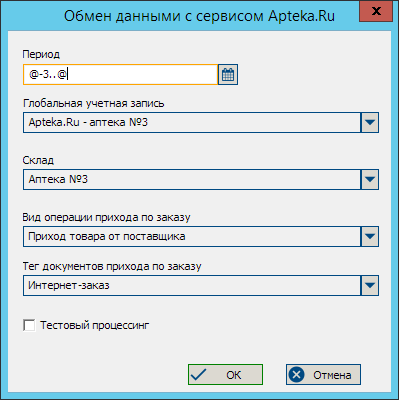 Обмен данными с сервисом Apteka.Ru
Период
@-3..@
Глобальная учетная запись
Apteka.Ru - аптека №3
Склад
Аптека №3
Вид операции прихода по заказу
Приход товара от поставщика
Тег документов прихода по заказу
Интернет-заказ
Тестовый процессинг
OK
Отмена